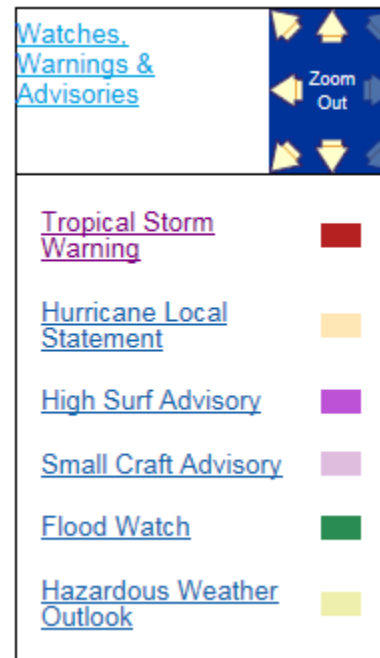 Watches,
Warnings &
Advisories
Zoom
Out
Tropical Storm
Warning
Hurricane Local
Statement
High Surf Advisory
Small Craft Advisory
Flood Watch
Hazardous Weather
Outlook